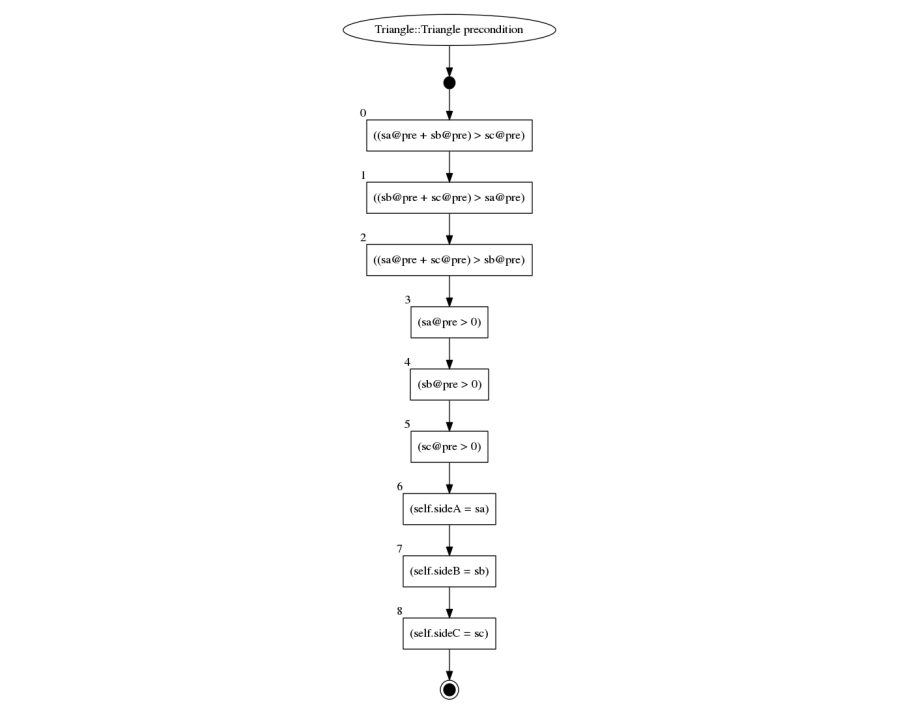 Triangle::Triangle precondition
0
((sa@pre + sb@pre) > sc@pre)
1
((sb@pre + sc@pre) > sa@pre)
2
((sa@pre + sc@pre) > sb@pre)
3
(sa@pre > 0)
4
(sb@pre > 0)
5
(sc@pre > 0)
6
(self.sideA = sa)
7
(self.sideB = sb)
8
(self.sideC = sc)